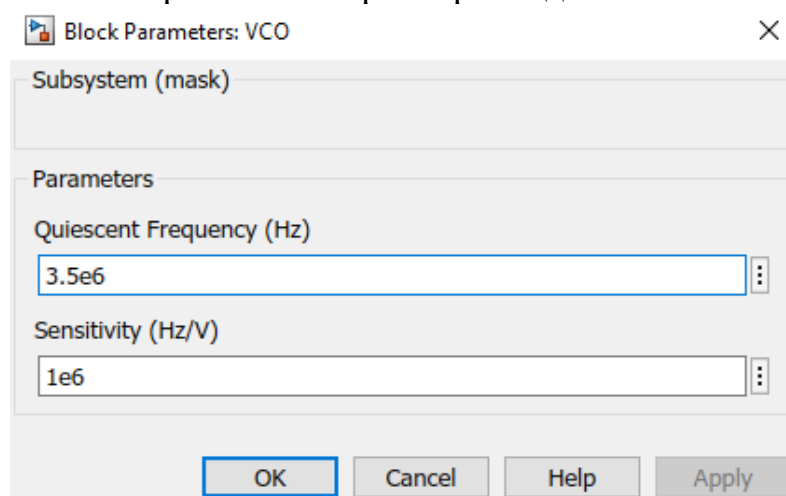 Block Parameters: VCO
Subsystem (mask)
Parameters
Quiescent Frequency (Hz)
3.5e6
Sensitivity (Hz/V)
1e6
OK Cancel Help Apply